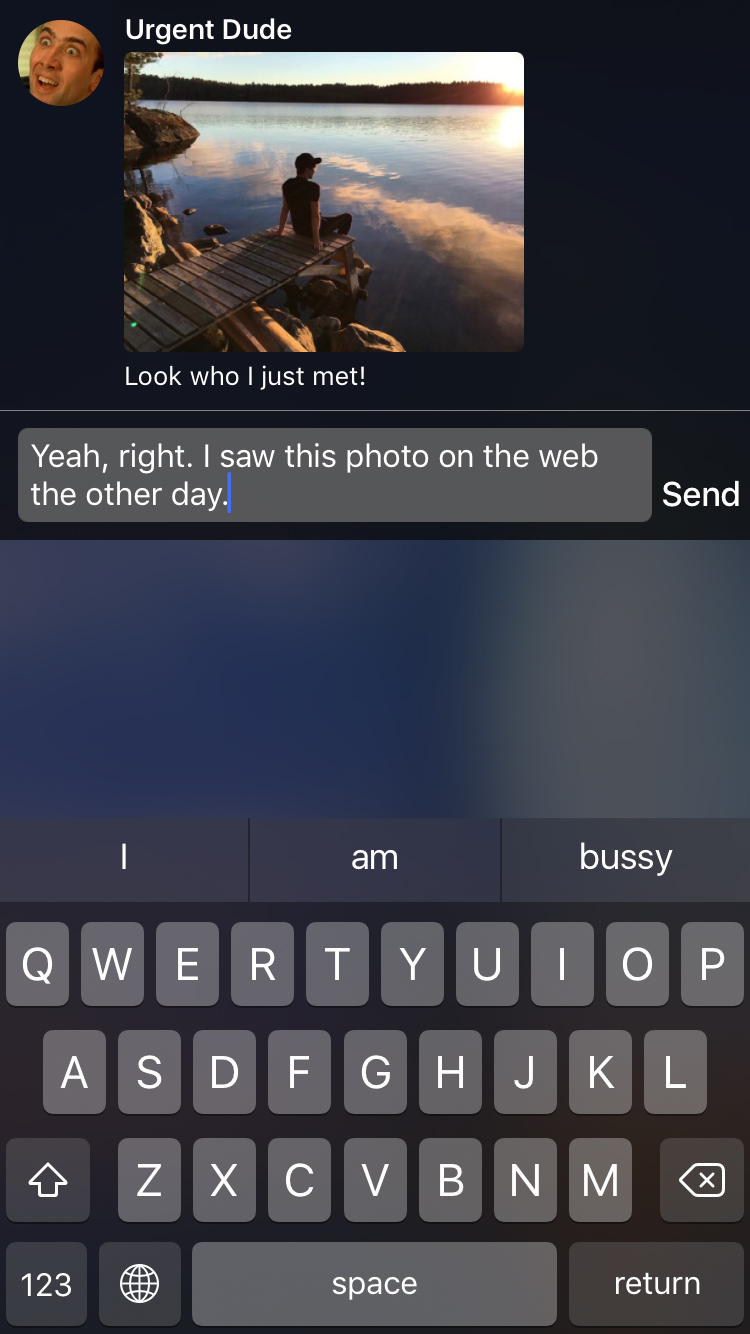 Urgent Dude
Look who I just met!
Yeah, right. I saw this photo on the web
the other day.
Send
I am bussy
Q W E R T Y U I O P
A S D F G H J K L
Z X C V B N M
123 space return